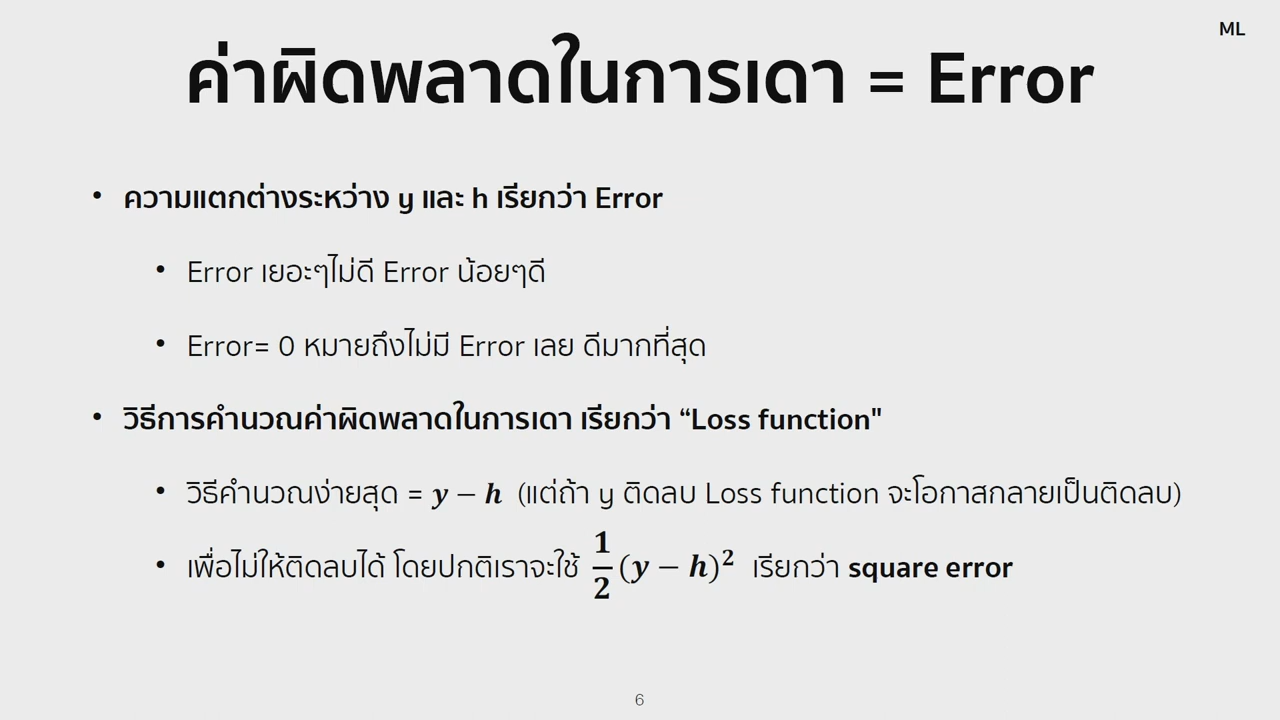 ML
ค่าผิดพลาดในการเดา = Error
• ความแตกต่างระหว่าง y และ h เรียกว่า Error
• Error เยอะๆไม่ดี Error น้อยๆดี
• Error= 0 หมายถึงไม่มี Error เลย ดีมากที่สุด
• วิธีการคำนวณค่าผิดพลาดในการเดา เรียกว่า “Loss function"
• วิธีคำนวณง่ายสุด = y − h (แต่ถ้า y ติดลบ Loss function จะโอกาสกลายเป็นติดลบ)
• เพื่อไม่ให้ติดลบได้ โดยปกติเราจะใช้ 1/2 (y − h)² เรียกว่า square error
6